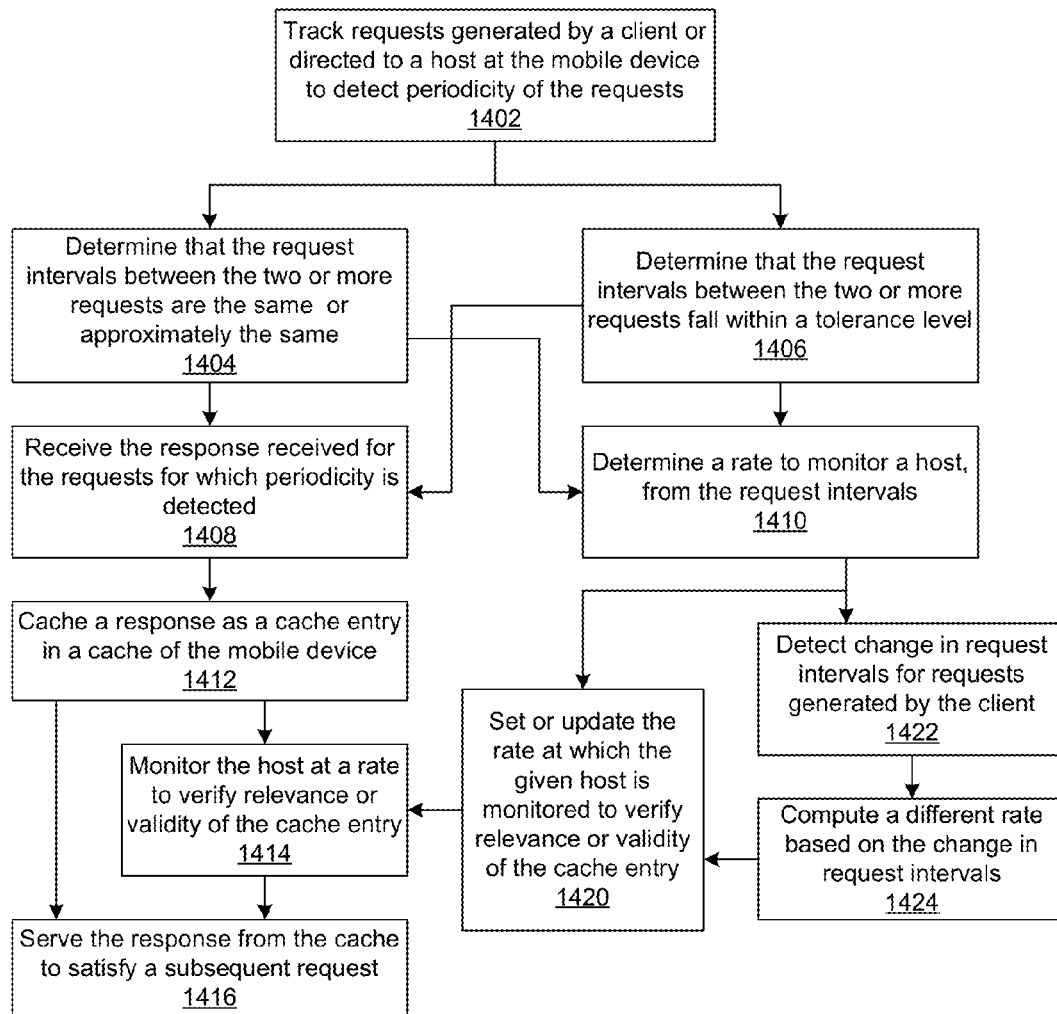 Track requests generated by a client or
directed to a host at the mobile device
to detect periodicity of the requests
1402
Determine that the request
intervals between the two or more
requests are the same or
approximately the same
1404
Determine that the request
intervals between the two or more
requests fall within a tolerance level
1406
Receive the response received for
the requests for which periodicity is
detected
1408
Determine a rate to monitor a host,
from the request intervals
1410
Cache a response as a cache entry
in a cache of the mobile device
1412
Detect change in request
intervals for requests
generated by the client
1422
Set or update the
rate at which the
given host is
monitored to verify
relevance or validity
of the cache entry
1420
Monitor the host at a rate
to verify relevance or
validity of the cache entry
1414
Compute a different rate
based on the change in
request intervals
1424
Serve the response from the cache
to satisfy a subsequent request
1416